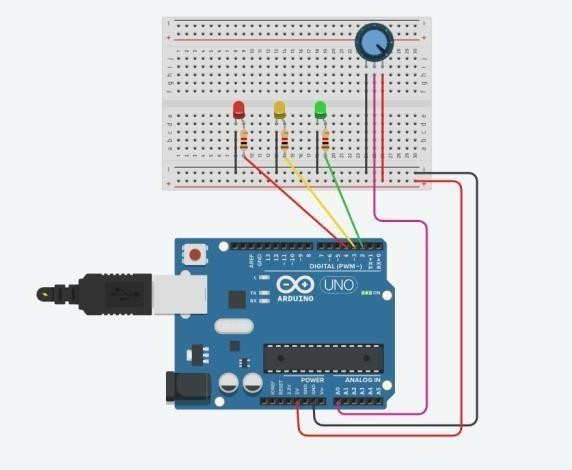 a b c d e
f g h i j
AREF
GND
13
12
~11
~10
~9
8
7
~6
~5
4
~3
2
TX→1
RX←0
DIGITAL (PWM~)
L
TX
RX
UNO
ON
ARDUINO
POWER
ANALOG IN
IOREF
RESET
3.3V
5V
GND
GND
Vin
A0
A1
A2
A3
A4
A5